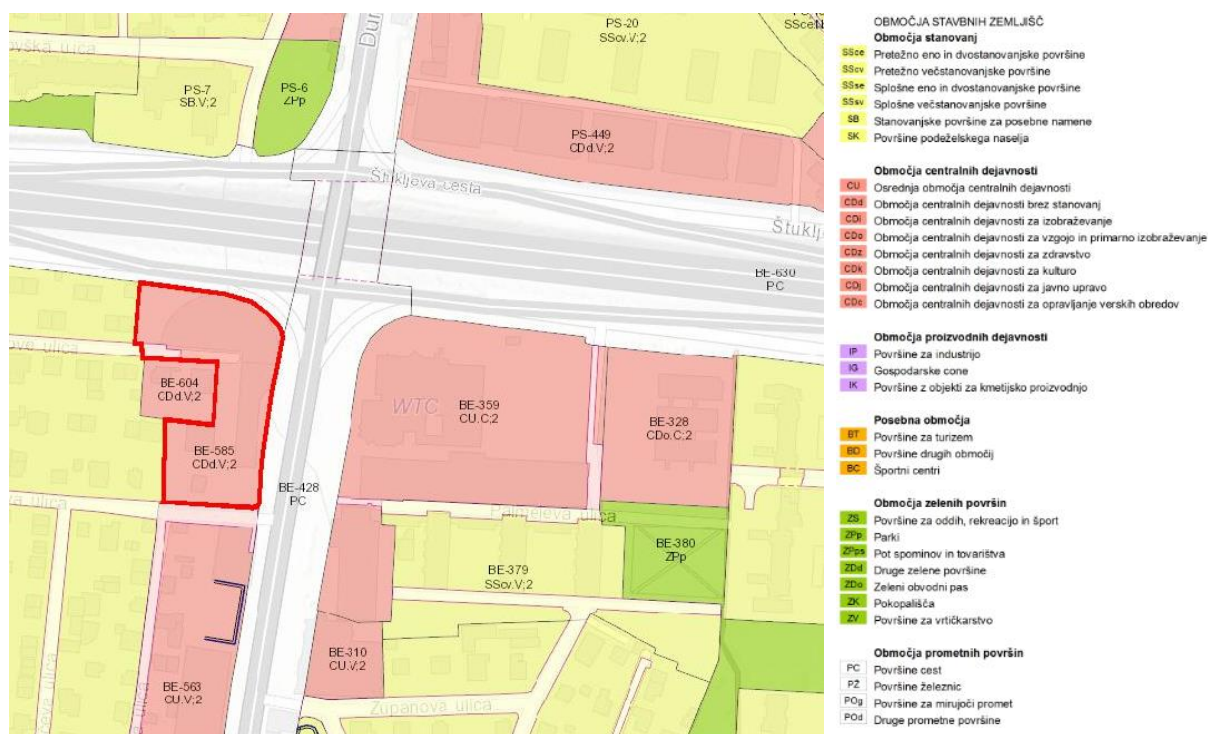 PS-20
SScv.V;2
Dun
PS-7
SB.V;2
PS-6
ZPp
PS-449
CDd.V;2
Štukljeva cesta
BE-630
PC
BE-604
CDd.V;2
BE-585
CDd.V;2
WTC
BE-359
CU.C;2
BE-328
CDo.C;2
BE-428
PC
Palmejeva ulica
BE-380
ZPp
BE-379
SScv.V;2
BE-310
CU.V;2
BE-563
CU.V;2
Županova ulica
OBMOČJA STAVBNIH ZEMLJIŠČ
Območja stanovanj
SSce Pretežno eno in dvostanovanjske površine
SScv Pretežno večstanovanjske površine
SSse Splošne eno in dvostanovanjske površine
SSsv Splošne večstanovanjske površine
SB Stanovanjske površine za posebne namene
SK Površine podeželskega naselja
Območja centralnih dejavnosti
CU Osrednja območja centralnih dejavnosti
CDd Območja centralnih dejavnosti brez stanovanj
CDi Območja centralnih dejavnosti za izobraževanje
CDo Območja centralnih dejavnosti za vzgojo in primarno izobraževanje
CDz Območja centralnih dejavnosti za zdravstvo
CDk Območja centralnih dejavnosti za kulturo
CDj Območja centralnih dejavnosti za javno upravo
CDc Območja centralnih dejavnosti za opravljanje verskih obredov
Območja proizvodnih dejavnosti
IP Površine za industrijo
IG Gospodarske cone
IK Površine z objekti za kmetijsko proizvodnjo
Posebna območja
BT Površine za turizem
BD Površine drugih območij
BC Športni centri
Območja zelenih površin
ZS Površine za oddih, rekreacijo in šport
ZPp Parki
ZPps Pot spominov in tovarištva
ZDd Druge zelene površine
ZDo Zeleni obvodni pas
ZK Pokopališča
ZV Površine za vrtičkarstvo
Območja prometnih površin
PC Površine cest
PŽ Površine železnic
POg Površine za mirujoči promet
POd Druge prometne površine